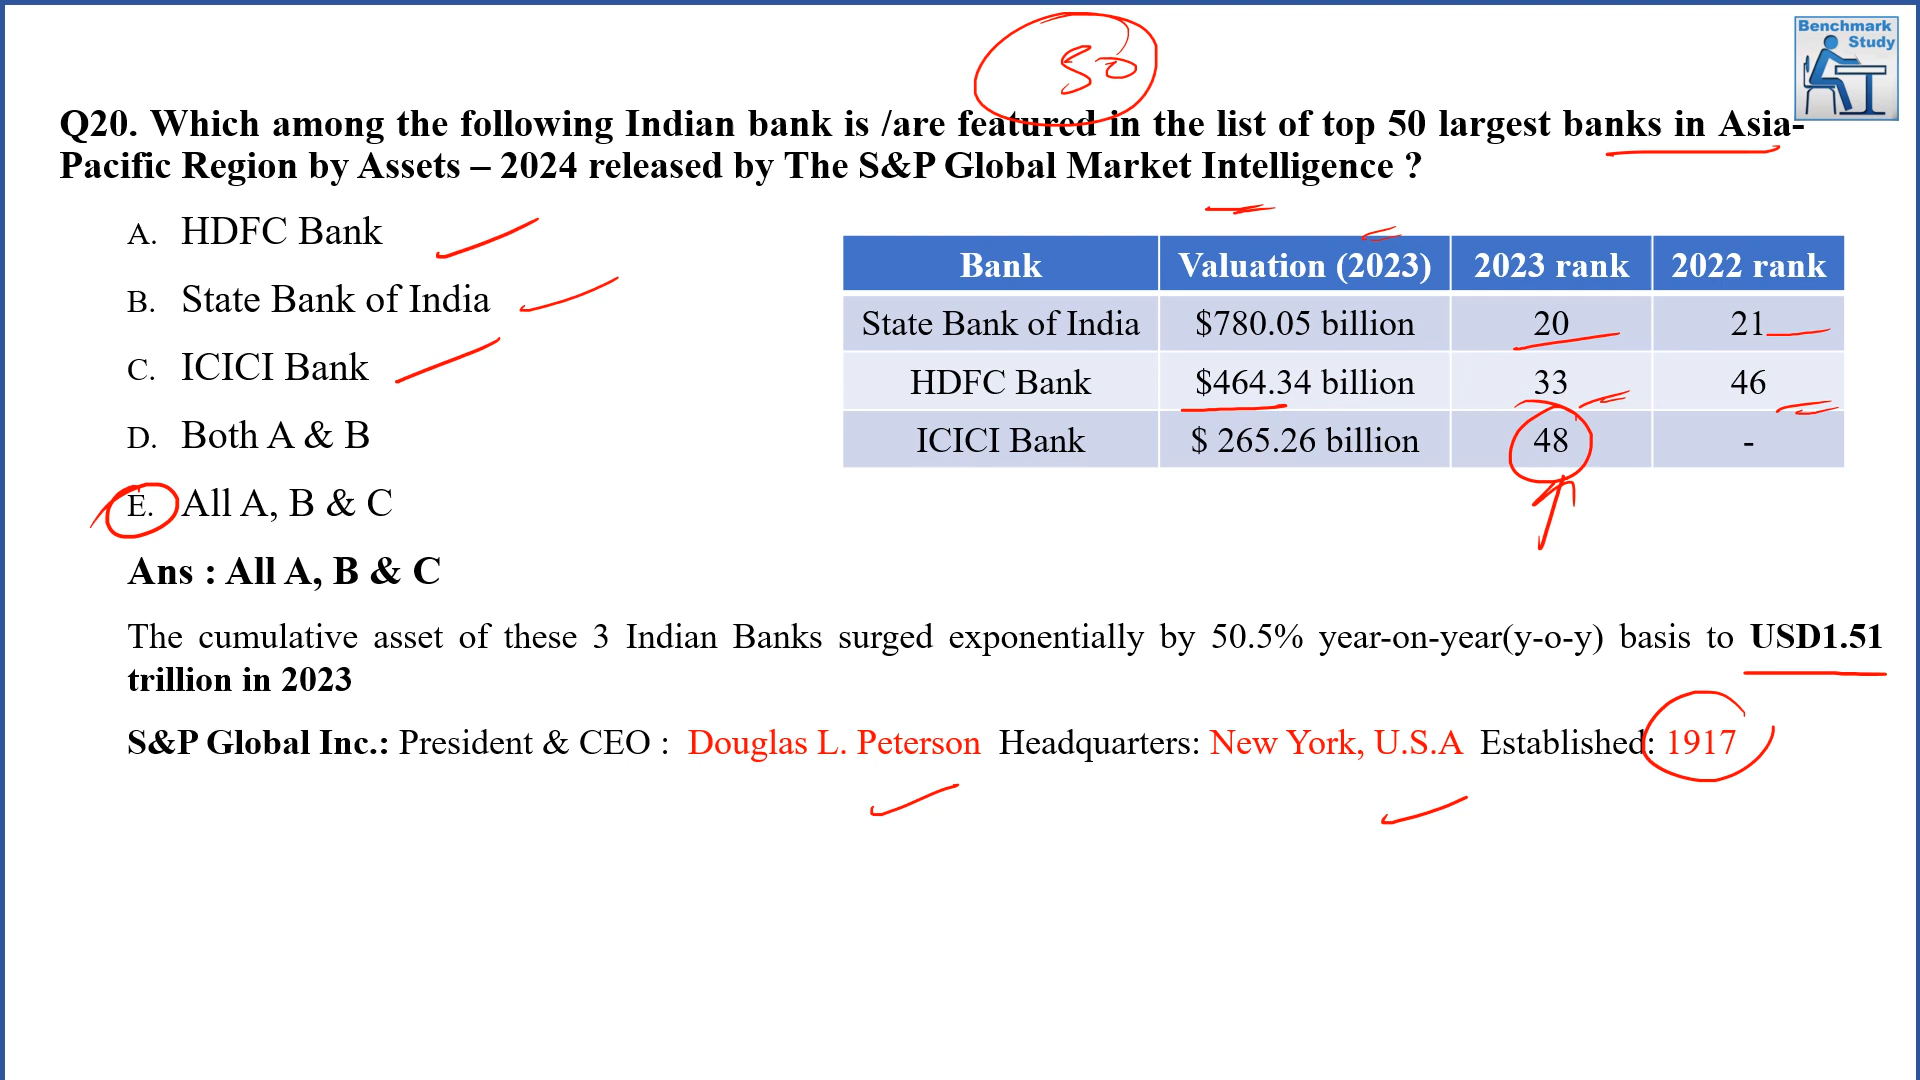 50
Benchmark
Study
Q20. Which among the following Indian bank is /are featured in the list of top 50 largest banks in Asia-
Pacific Region by Assets – 2024 released by The S&P Global Market Intelligence ?
A. HDFC Bank
B. State Bank of India
C. ICICI Bank
D. Both A & B
E. All A, B & C
Bank Valuation (2023) 2023 rank 2022 rank
State Bank of India $780.05 billion 20 21
HDFC Bank $464.34 billion 33 46
ICICI Bank $ 265.26 billion 48 -
Ans : All A, B & C
The cumulative asset of these 3 Indian Banks surged exponentially by 50.5% year-on-year(y-o-y) basis to USD1.51
trillion in 2023
S&P Global Inc.: President & CEO : Douglas L. Peterson Headquarters: New York, U.S.A Established: 1917